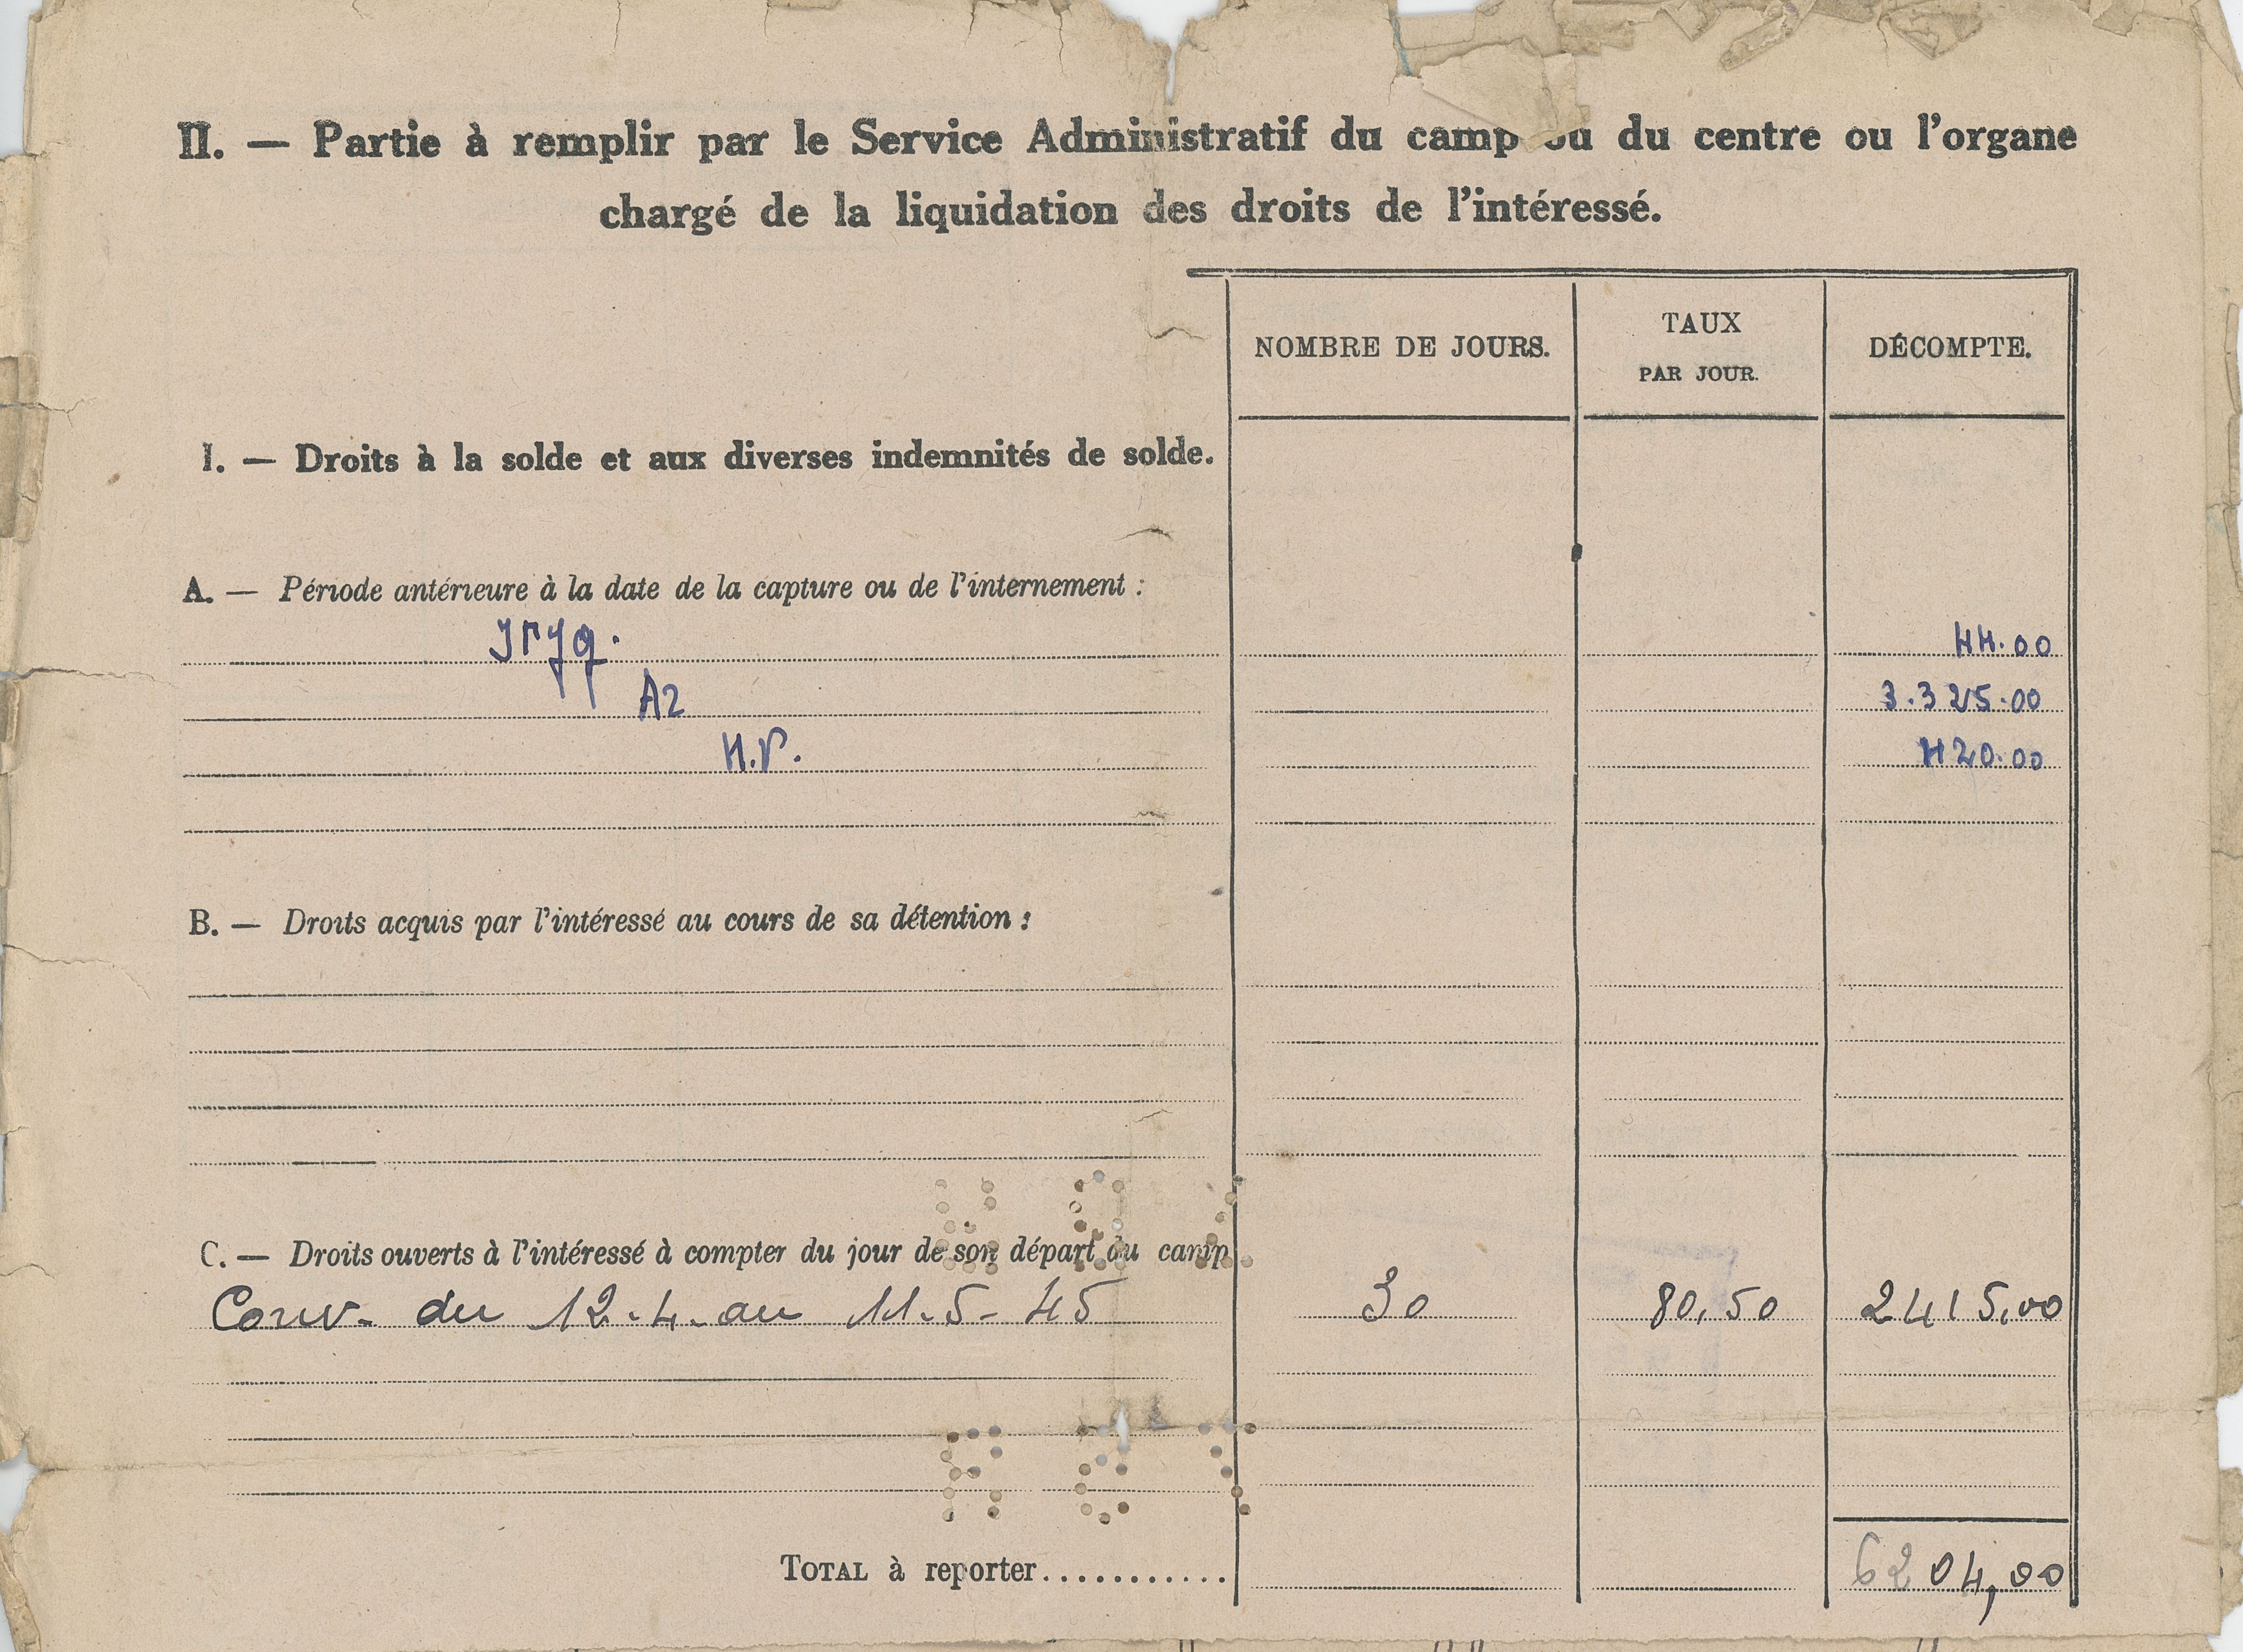 II. — Partie à remplir par le Service Administratif du camp ou du centre ou l'organe
chargé de la liquidation des droits de l'intéressé.
NOMBRE DE JOURS.
TAUX
PAR JOUR.
DÉCOMPTE.
I. — Droits à la solde et aux diverses indemnités de solde.
A. — Période antérieure à la date de la capture ou de l'internement :
44.00
A2 3.325.00
H.P. 420.00
B. — Droits acquis par l'intéressé au cours de sa détention :
C. — Droits ouverts à l'intéressé à compter du jour de son départ du camp
Conv. du 12.4. au 11.5-45 30 80,50 2415,00
TOTAL à reporter............ 6204,00